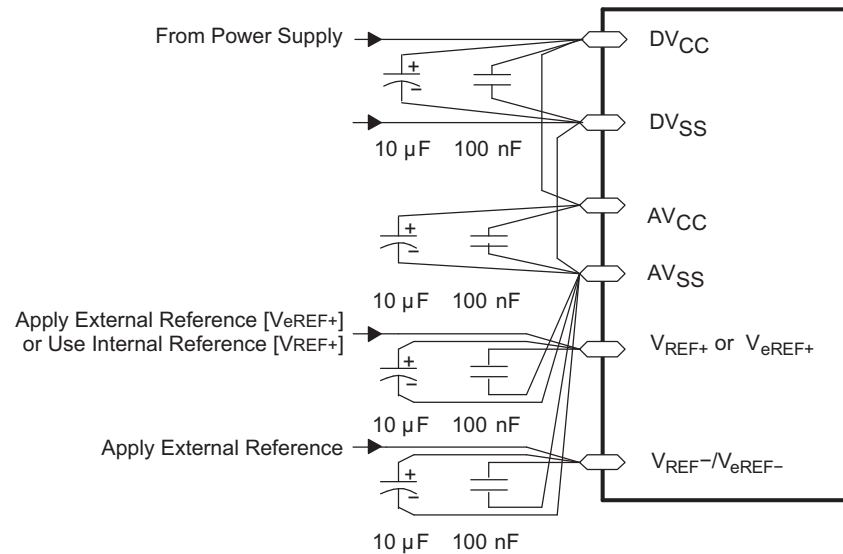 From Power Supply
DVCC
+
−
DVSS
10 µF 100 nF
AVCC
+
−
AVSS
10 µF 100 nF
Apply External Reference [VeREF+]
or Use Internal Reference [VREF+]
VREF+ or VeREF+
+
−
10 µF 100 nF
Apply External Reference
VREF−/VeREF−
+
−
10 µF 100 nF